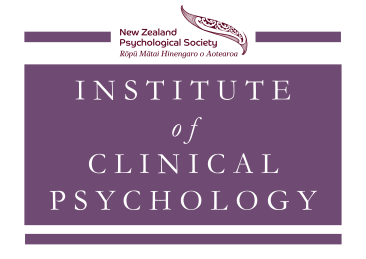 New Zealand
Psychological Society
Rōpū Mātai Hinengaro o Aotearoa
INSTITUTE
of
CLINICAL
PSYCHOLOGY